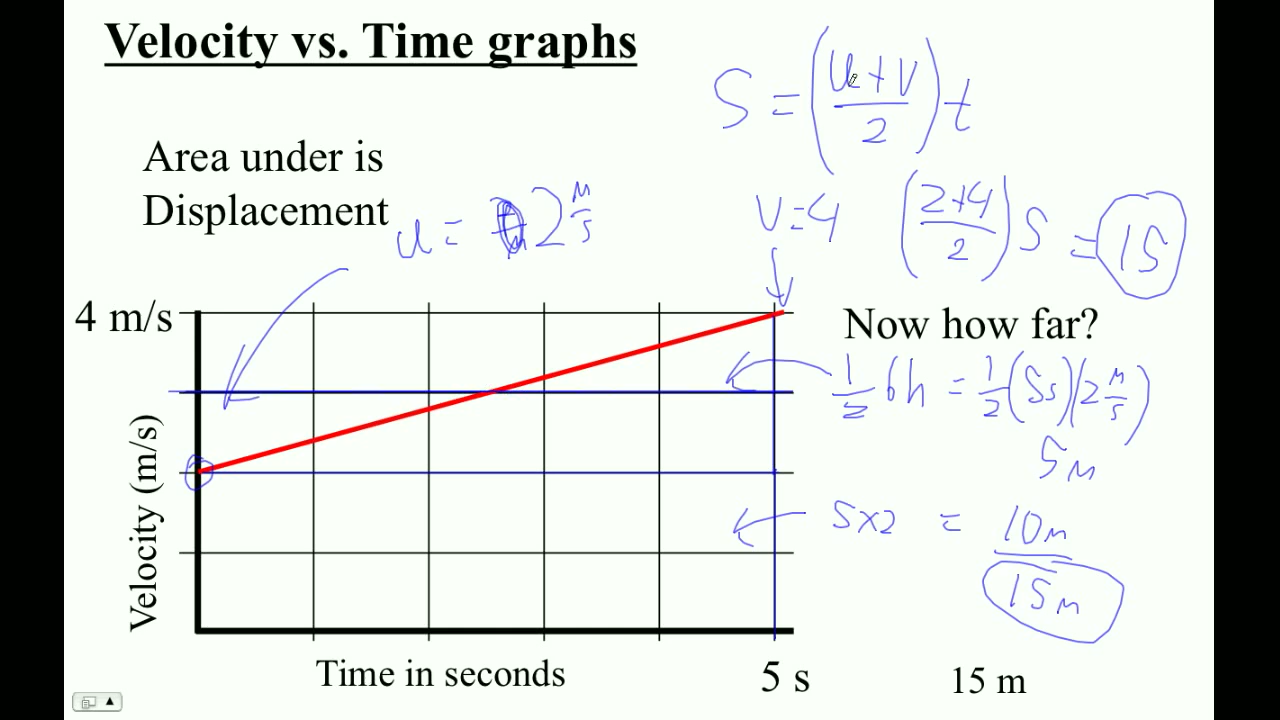 Velocity vs. Time graphs
S = (u+v/2) t
Area under is
Displacement
u = 2 m/s
v=4
(2+4/2) 5 = 15
4 m/s
Now how far?
1/2 bh = 1/2 (5s)(2 m/s)
5m
5x2 = 10m
15m
Velocity (m/s)
Time in seconds
5 s
15 m